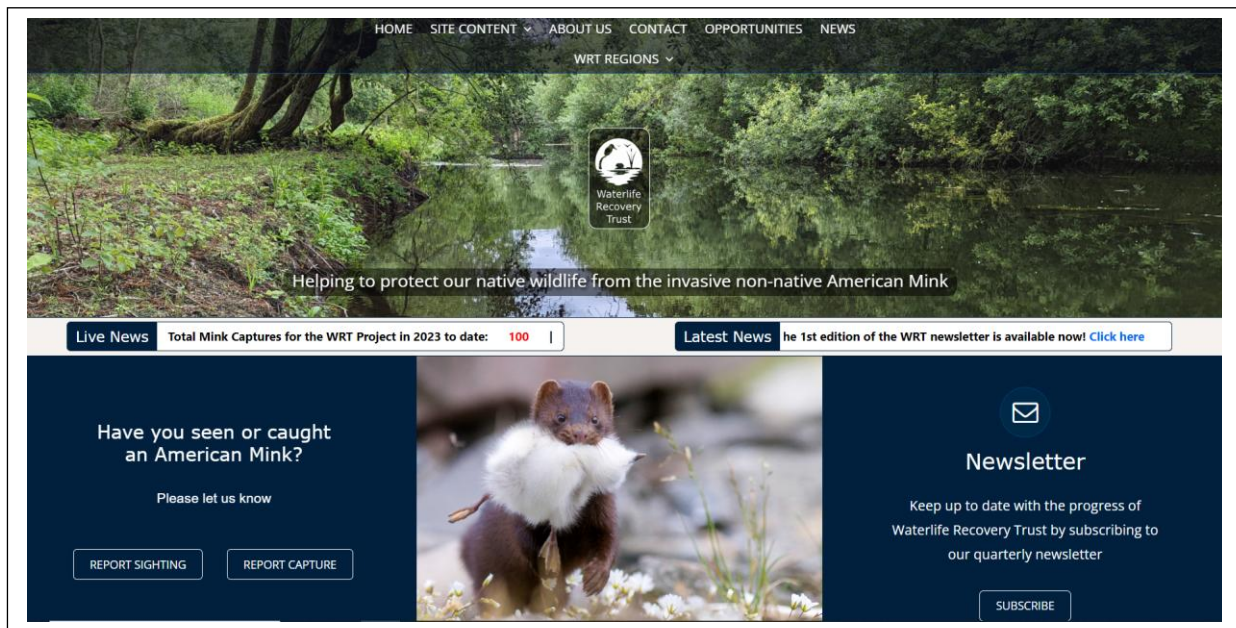 HOME SITE CONTENT ABOUT US CONTACT OPPORTUNITIES NEWS
WRT REGIONS
Waterlife
Recovery
Trust
Helping to protect our native wildlife from the invasive non-native American Mink
Live News Total Mink Captures for the WRT Project in 2023 to date: 100 |
Latest News he 1st edition of the WRT newsletter is available now! Click here
Have you seen or caught
an American Mink?
Please let us know
REPORT SIGHTING REPORT CAPTURE
Newsletter
Keep up to date with the progress of
Waterlife Recovery Trust by subscribing to
our quarterly newsletter
SUBSCRIBE